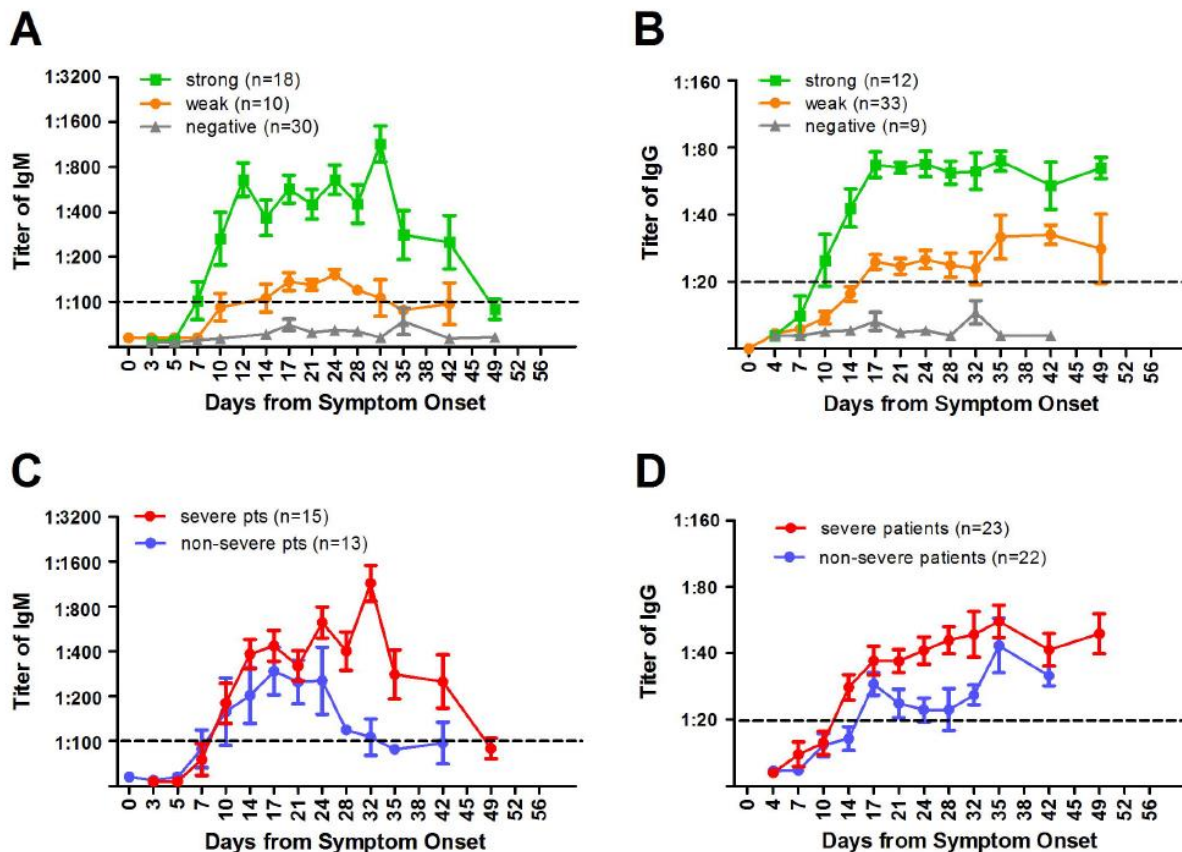 A
Titer of IgM
1:3200
1:1600
1:800
1:400
1:200
1:100
strong (n=18)
weak (n=10)
negative (n=30)
0 3 5 7 10 12 14 17 21 24 28 32 35 38 42 45 49 52 56
Days from Symptom Onset
B
Titer of IgG
1:160
1:80
1:40
1:20
strong (n=12)
weak (n=33)
negative (n=9)
0 4 7 10 14 17 21 24 28 32 35 38 42 45 49 52 56
Days from Symptom Onset
C
Titer of IgM
1:3200
1:1600
1:800
1:400
1:200
1:100
severe pts (n=15)
non-severe pts (n=13)
0 3 5 7 10 14 17 21 24 28 32 35 38 42 45 49 52 56
Days from Symptom Onset
D
Titer of IgG
1:160
1:80
1:40
1:20
severe patients (n=23)
non-severe patients (n=22)
0 4 7 10 14 17 21 24 28 32 35 38 42 45 49 52 56
Days from Symptom Onset